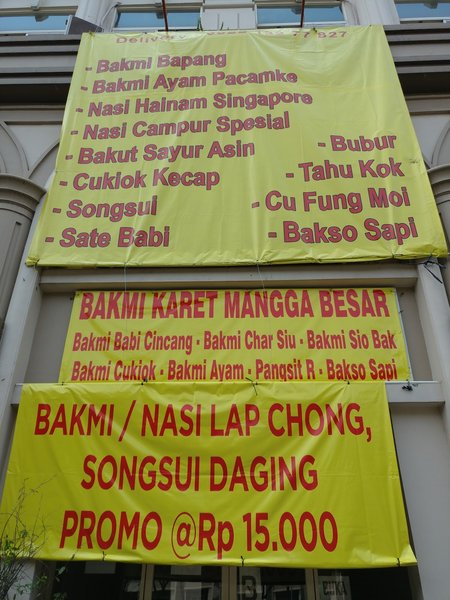 Delivery
- Bakmi Bapang
- Bakmi Ayam Pacamke
- Nasi Hainam Singapore
- Nasi Campur Spesial
- Bakut Sayur Asin
- Cukiok Kecap
- Songsui
- Sate Babi
- Bubur
- Tahu Kok
- Cu Fung Moi
- Bakso Sapi
BAKMI KARET MANGGA BESAR
Bakmi Babi Cincang - Bakmi Char Siu - Bakmi Sio Bak
Bakmi Cukiok - Bakmi Ayam - Pangsit R - Bakso Sapi
BAKMI / NASI LAP CHONG,
SONGSUI DAGING
PROMO @Rp 15.000